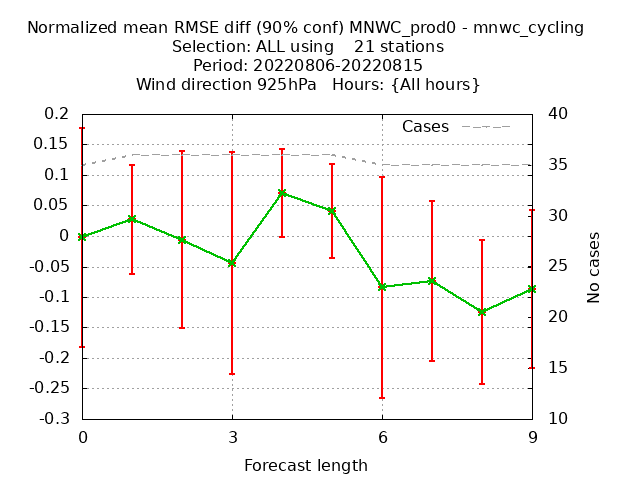 Normalized mean RMSE diff (90% conf) MNWC_prod0 - mnwc_cycling
Selection: ALL using    21 stations
Period: 20220806-20220815
Wind direction 925hPa   Hours: {All hours}
0.2
0.15
0.1
0.05
0
-0.05
-0.1
-0.15
-0.2
-0.25
-0.3
Cases
40
35
30
25
20
15
10
No cases
0 3 6 9
Forecast length